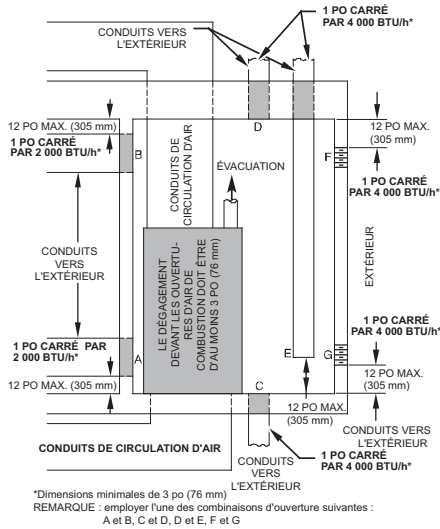 1 PO CARRÉ
PAR 4 000 BTU/h*
CONDUITS VERS
L'EXTÉRIEUR
D
12 PO MAX.
(305 mm)
1 PO CARRÉ
PAR 2 000 BTU/h*
B
CONDUITS DE
CIRCULATION D'AIR
ÉVACUATION
12 PO MAX.
(305 mm)
F
1 PO CARRÉ
PAR 4 000 BTU/h*
CONDUITS
VERS
L'EXTÉRIEUR
LE DÉGAGEMENT
DEVANT LES OUVERTU-
RES D'AIR DE
COMBUSTION DOIT ÊTRE
D'AU MOINS 3 PO (76 mm)
EXTÉRIEUR
1 PO CARRÉ PAR
2 000 BTU/h*
A
12 PO MAX. (305 mm)
1 PO CARRÉ
PAR 4 000 BTU/h*
E
G
12 PO MAX.
(305 mm)
C
12 PO MAX.
(305 mm)
CONDUITS VERS
L'EXTÉRIEUR
CONDUITS DE CIRCULATION D'AIR
CONDUITS
VERS
L'EXTÉRIEUR
1 PO CARRÉ
PAR 4 000 BTU/h*
*Dimensions minimales de 3 po (76 mm)
REMARQUE : employer l'une des combinaisons d'ouverture suivantes :
A et B, C et D, D et E, F et G